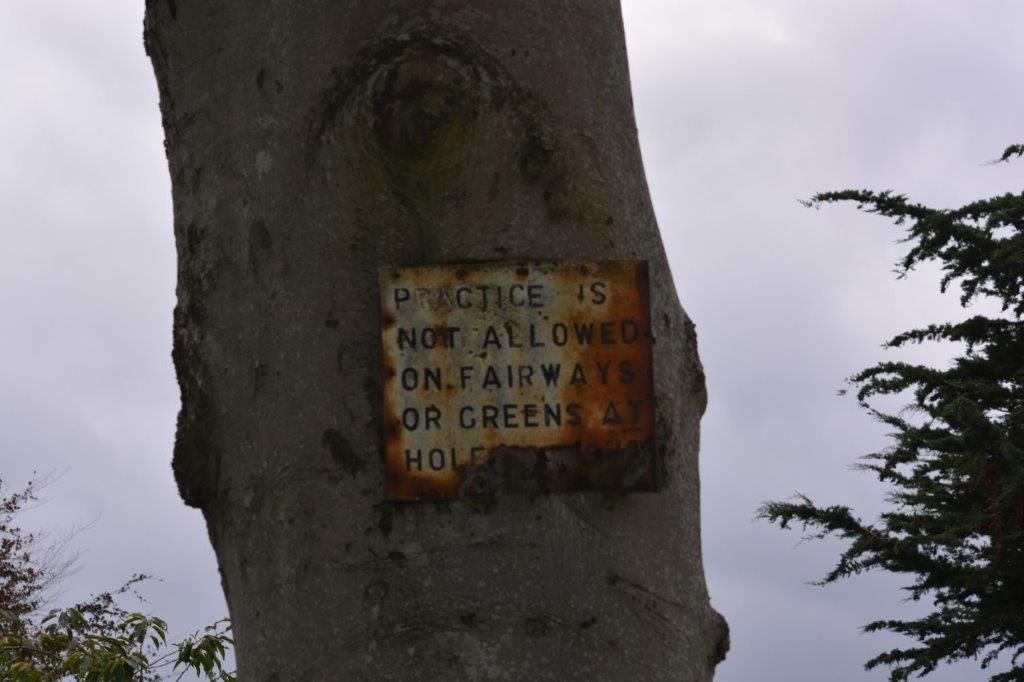 PRACTICE IS
NOT ALLOWED
ON FAIRWAYS
OR GREENS AT